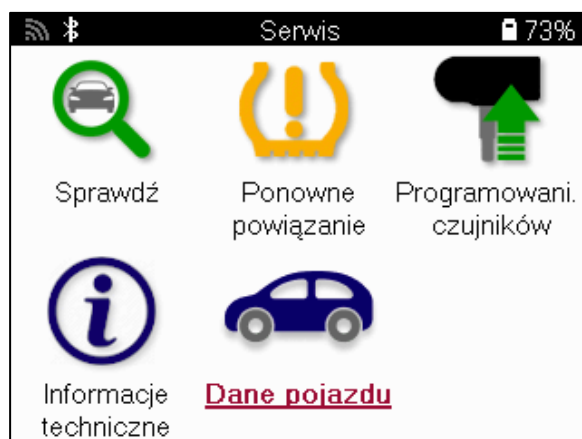 Serwis 73%
Sprawdź Ponowne powiązanie Programowani. czujników
Informacje techniczne Dane pojazdu